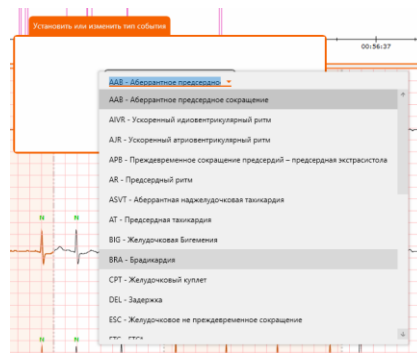 Установить или изменить тип события
00:56:37
AAB - Аберрантное предсердно
AAB - Аберрантное предсердное сокращение
AIVR - Ускоренный идиовентрикулярный ритм
AJR - Ускоренный атриовентрикулярный ритм
APB - Преждевременное сокращение предсердий – предсердная экстрасистола
AR - Предсердный ритм
ASVT - Аберрантная наджелудочковая тахикардия
AT - Предсердная тахикардия
BIG - Желудочковая Бигемения
N N
BRA - Брадикардия
CPT - Желудочковый куплет
DEL - Задержка
ESC - Желудочковое не преждевременное сокращение
N N